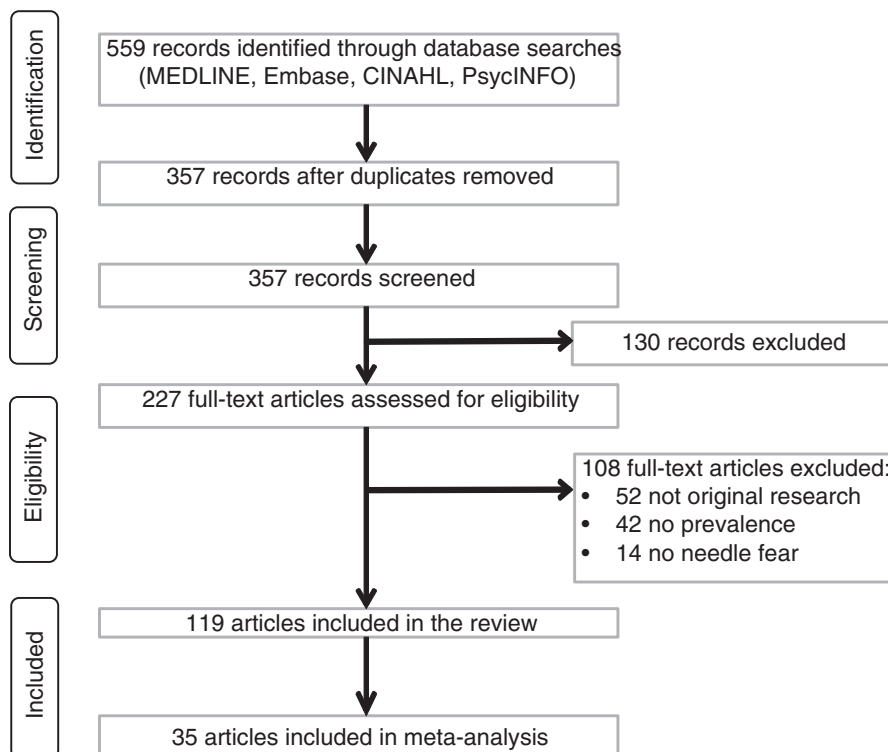 Identification
559 records identified through database searches
(MEDLINE, Embase, CINAHL, PsycINFO)
357 records after duplicates removed
Screening
357 records screened
130 records excluded
Eligibility
227 full-text articles assessed for eligibility
108 full-text articles excluded:
• 52 not original research
• 42 no prevalence
• 14 no needle fear
Included
119 articles included in the review
35 articles included in meta-analysis